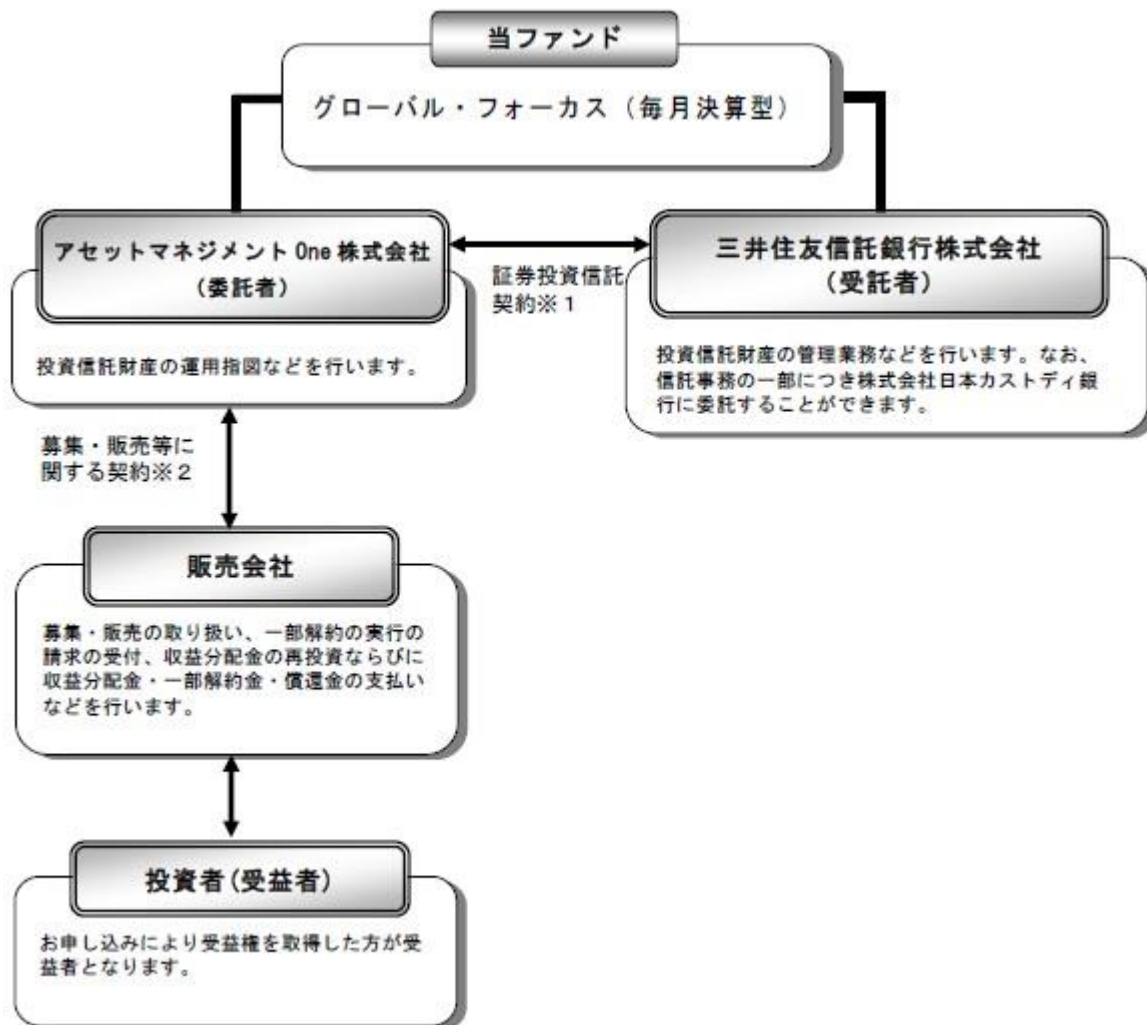 当ファンド
グローバル・フォーカス（毎月決算型）
アセットマネジメント One 株式会社
（委託者）
投資信託財産の運用指図などを行います。
証券投資信託
契約※１
三井住友信託銀行株式会社
（受託者）
投資信託財産の管理業務などを行います。なお、
信託事務の一部につき株式会社日本カストディ銀
行に委託することができます。
募集・販売等に
関する契約※２
販売会社
募集・販売の取り扱い、一部解約の実行の
請求の受付、収益分配金の再投資ならびに
収益分配金・一部解約金・償還金の支払い
などを行います。
投資者(受益者)
お申し込みにより受益権を取得した方が受
益者となります。